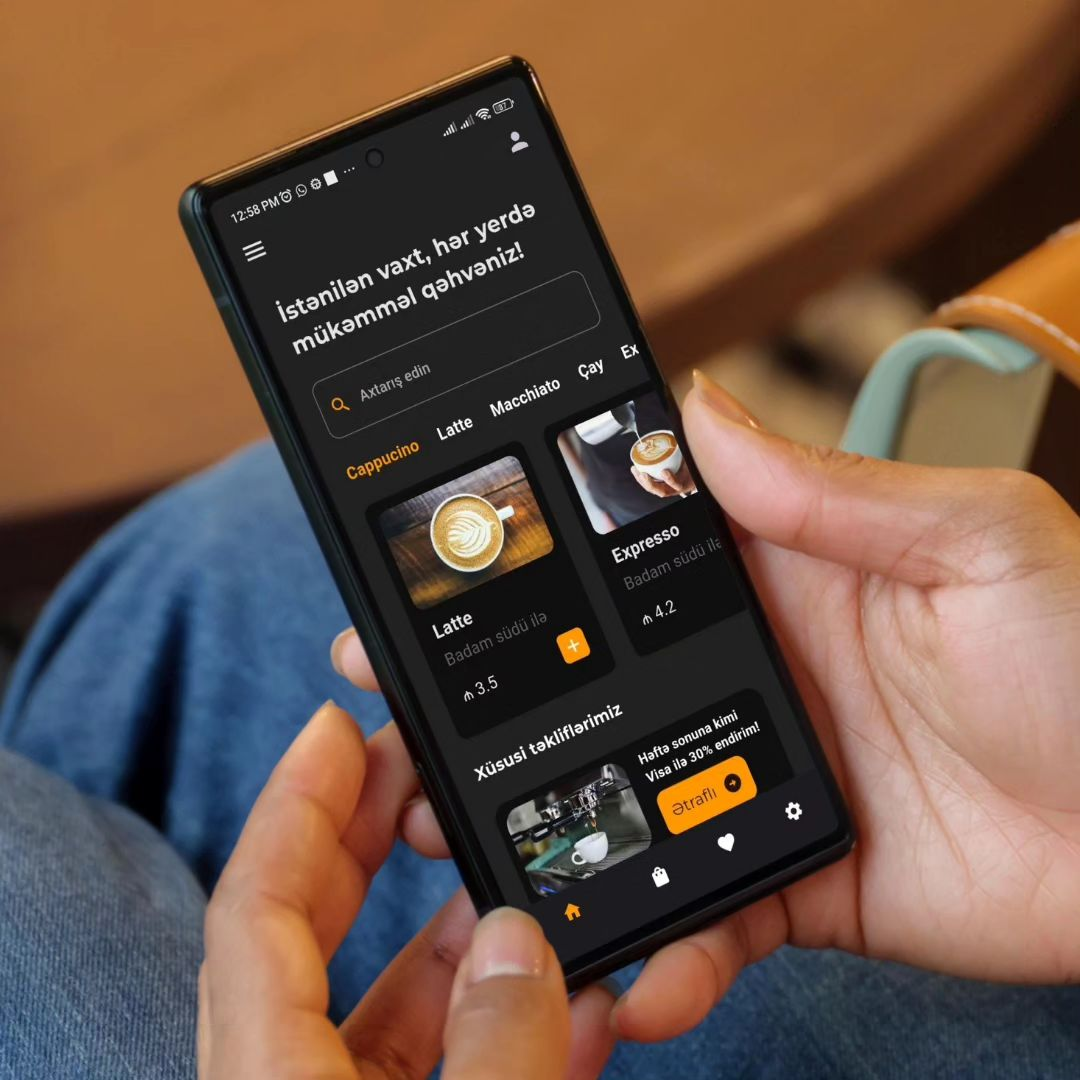 12:58 PM
87
İstənilən vaxt, hər yerdə
mükəmməl qəhvəniz!
Axtarış edin
Cappucino
Latte
Macchiato
Çay
Ex
Latte
Badam südü ilə
₼ 3.5
Expresso
Badam südü ilə
₼ 4.2
Xüsusi təkliflərimiz
Həftə sonuna kimi
Visa ilə 30% endirim!
Ətraflı